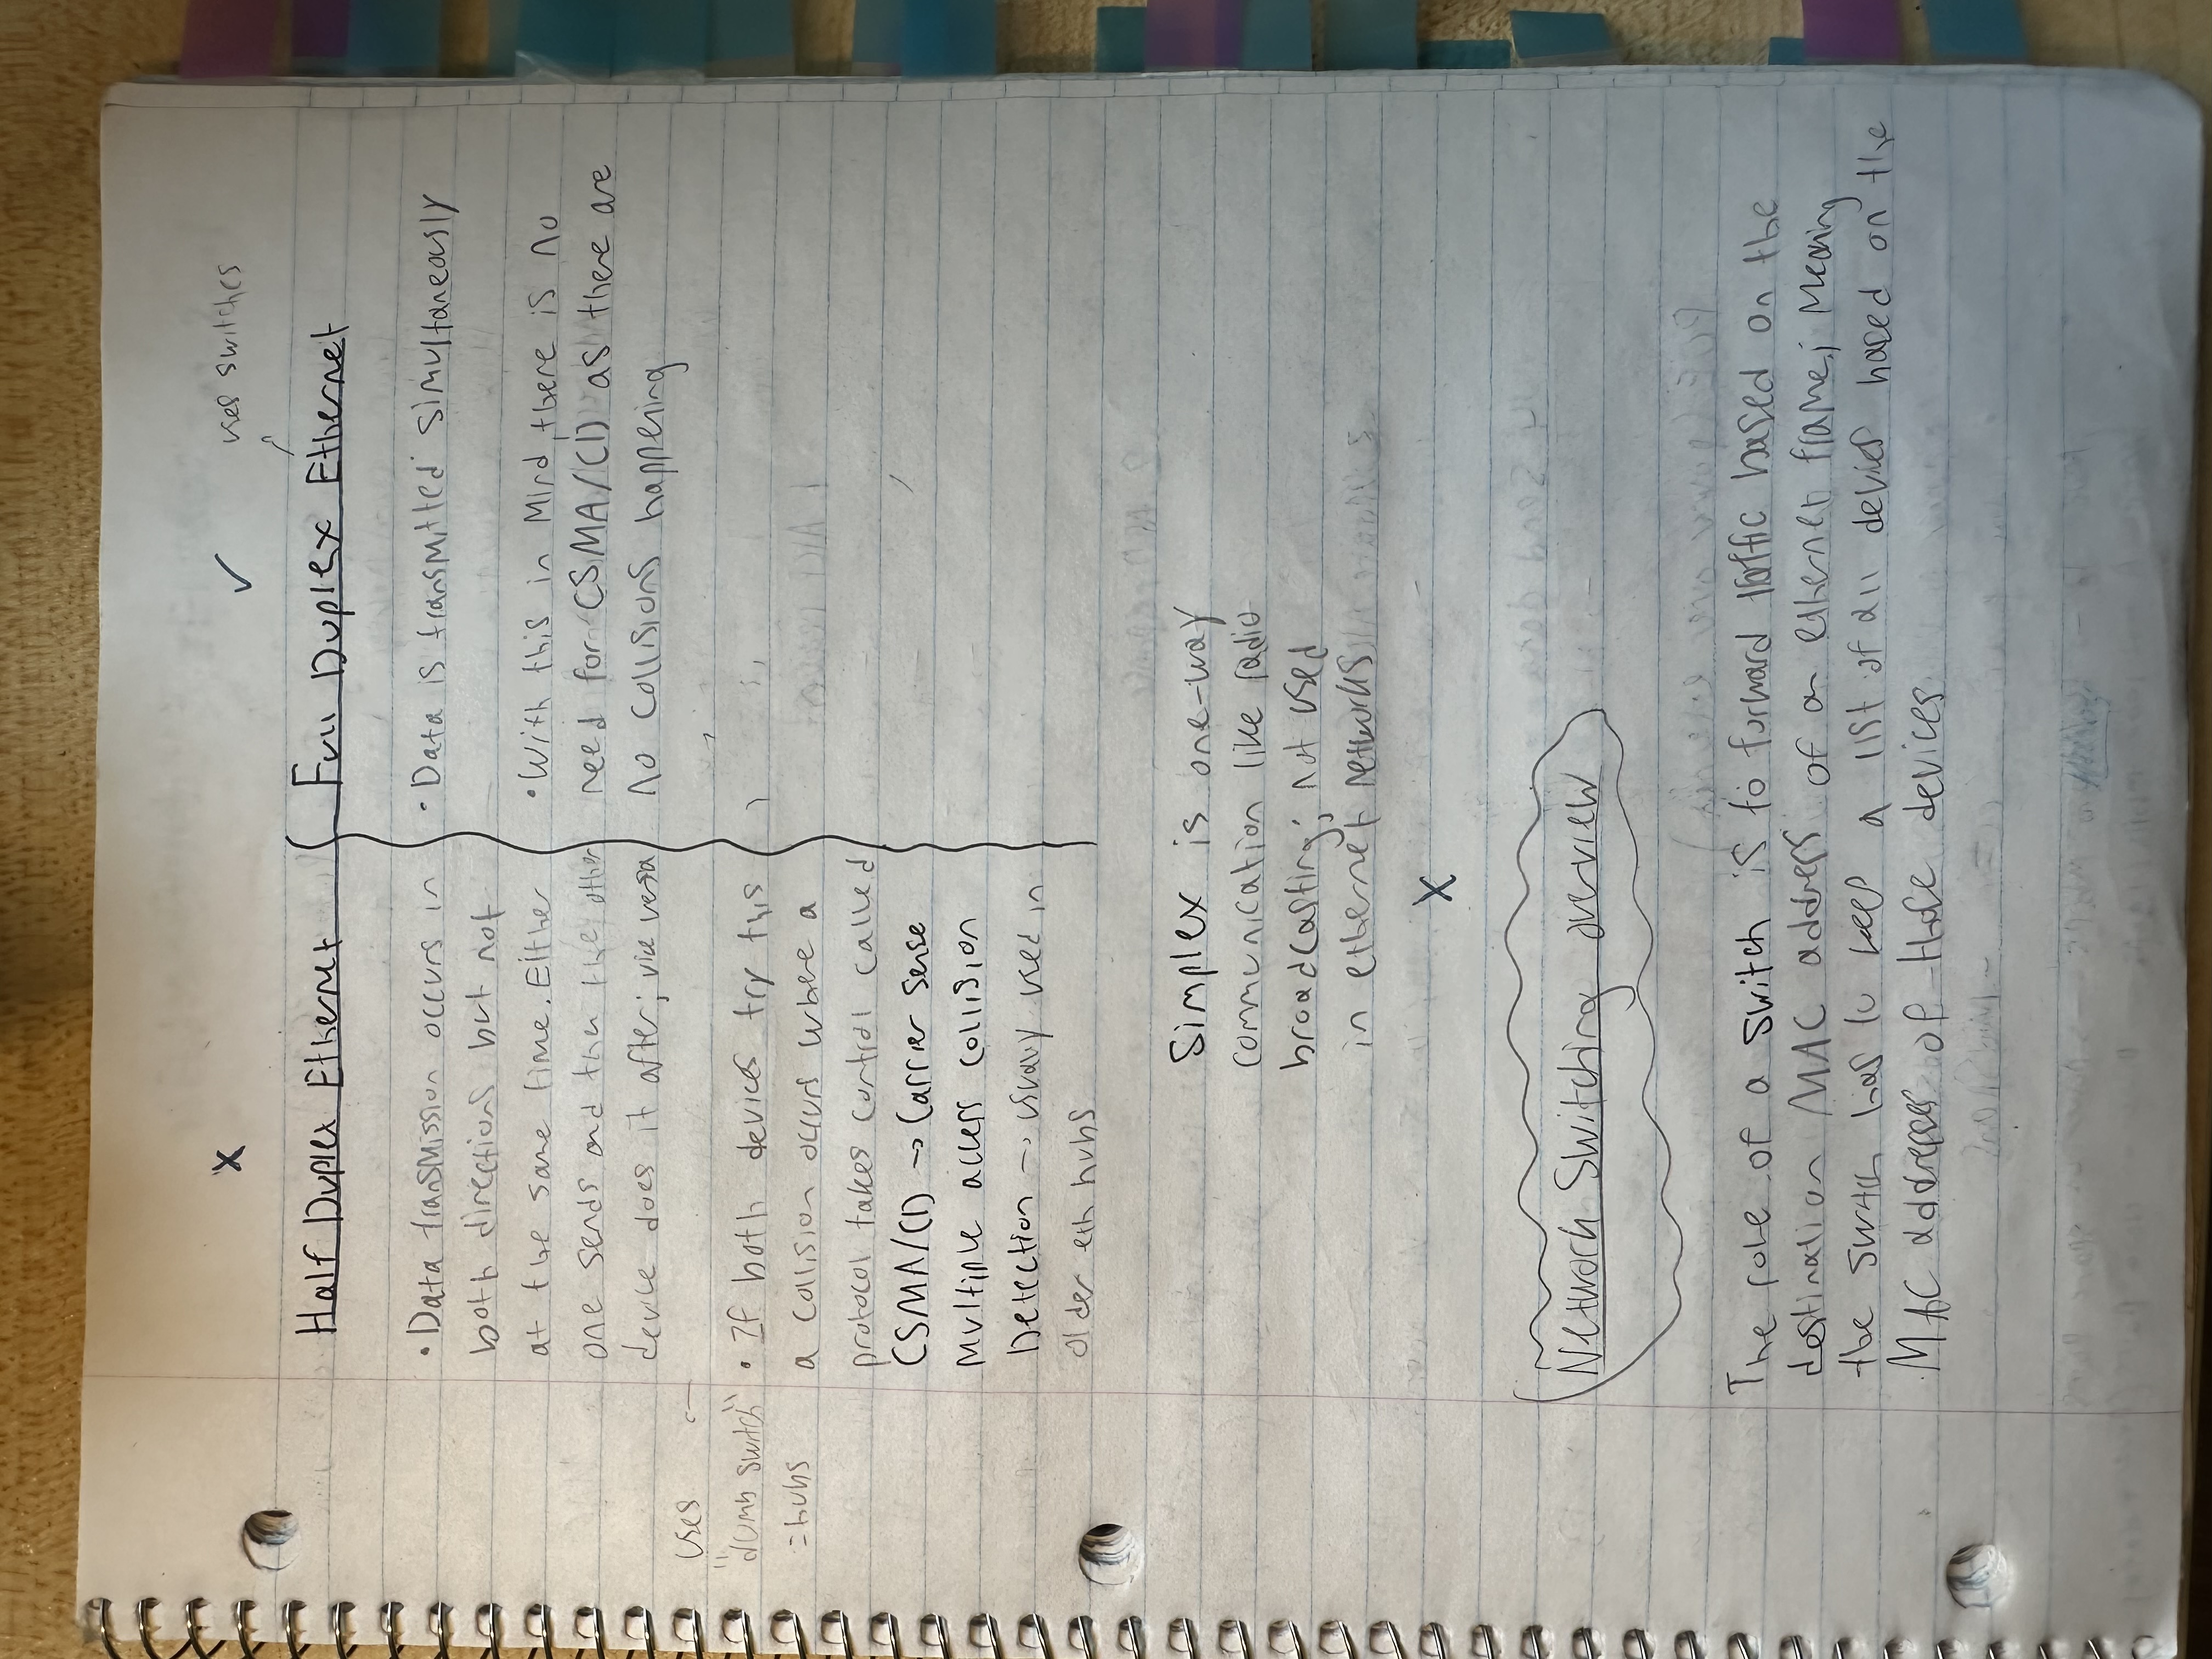 X
✓
uses switches
Half Duplex Ethernet
• Data transmission occurs in
both directions but not
at the same time. Either
one sends and then the other
device does it after; vice versa
uses ←
"dumb switch"
= hubs
• If both devices try this
a collision occurs where a
protocol takes control called
CSMA/CD → Carrier sense
Multiple access collision
Detection → usually used in
older eth hubs
Full Duplex Ethernet
• Data is transmitted simultaneously
• With this in mind, there is no
need for CSMA/CD as there are
no collisions happening
Simplex is one-way
communication like radio
broadcasting; not used
in ethernet networks
X
Network Switching overview
The role of a switch is to forward traffic based on the
destination MAC address of an ethernet frame; Meaning
the switch has to keep a list of all devices based on the
MAC addresses of those devices